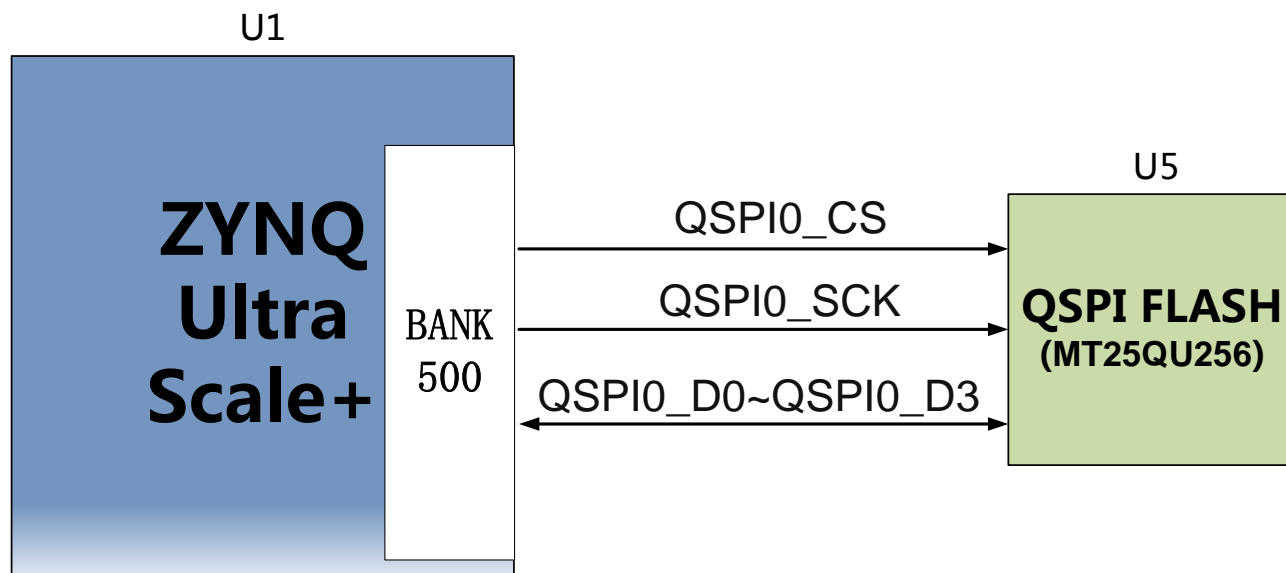 U1
ZYNQ
Ultra
Scale+
BANK
500
QSPI0_CS
QSPI0_SCK
QSPI0_D0~QSPI0_D3
U5
QSPI FLASH
(MT25QU256)